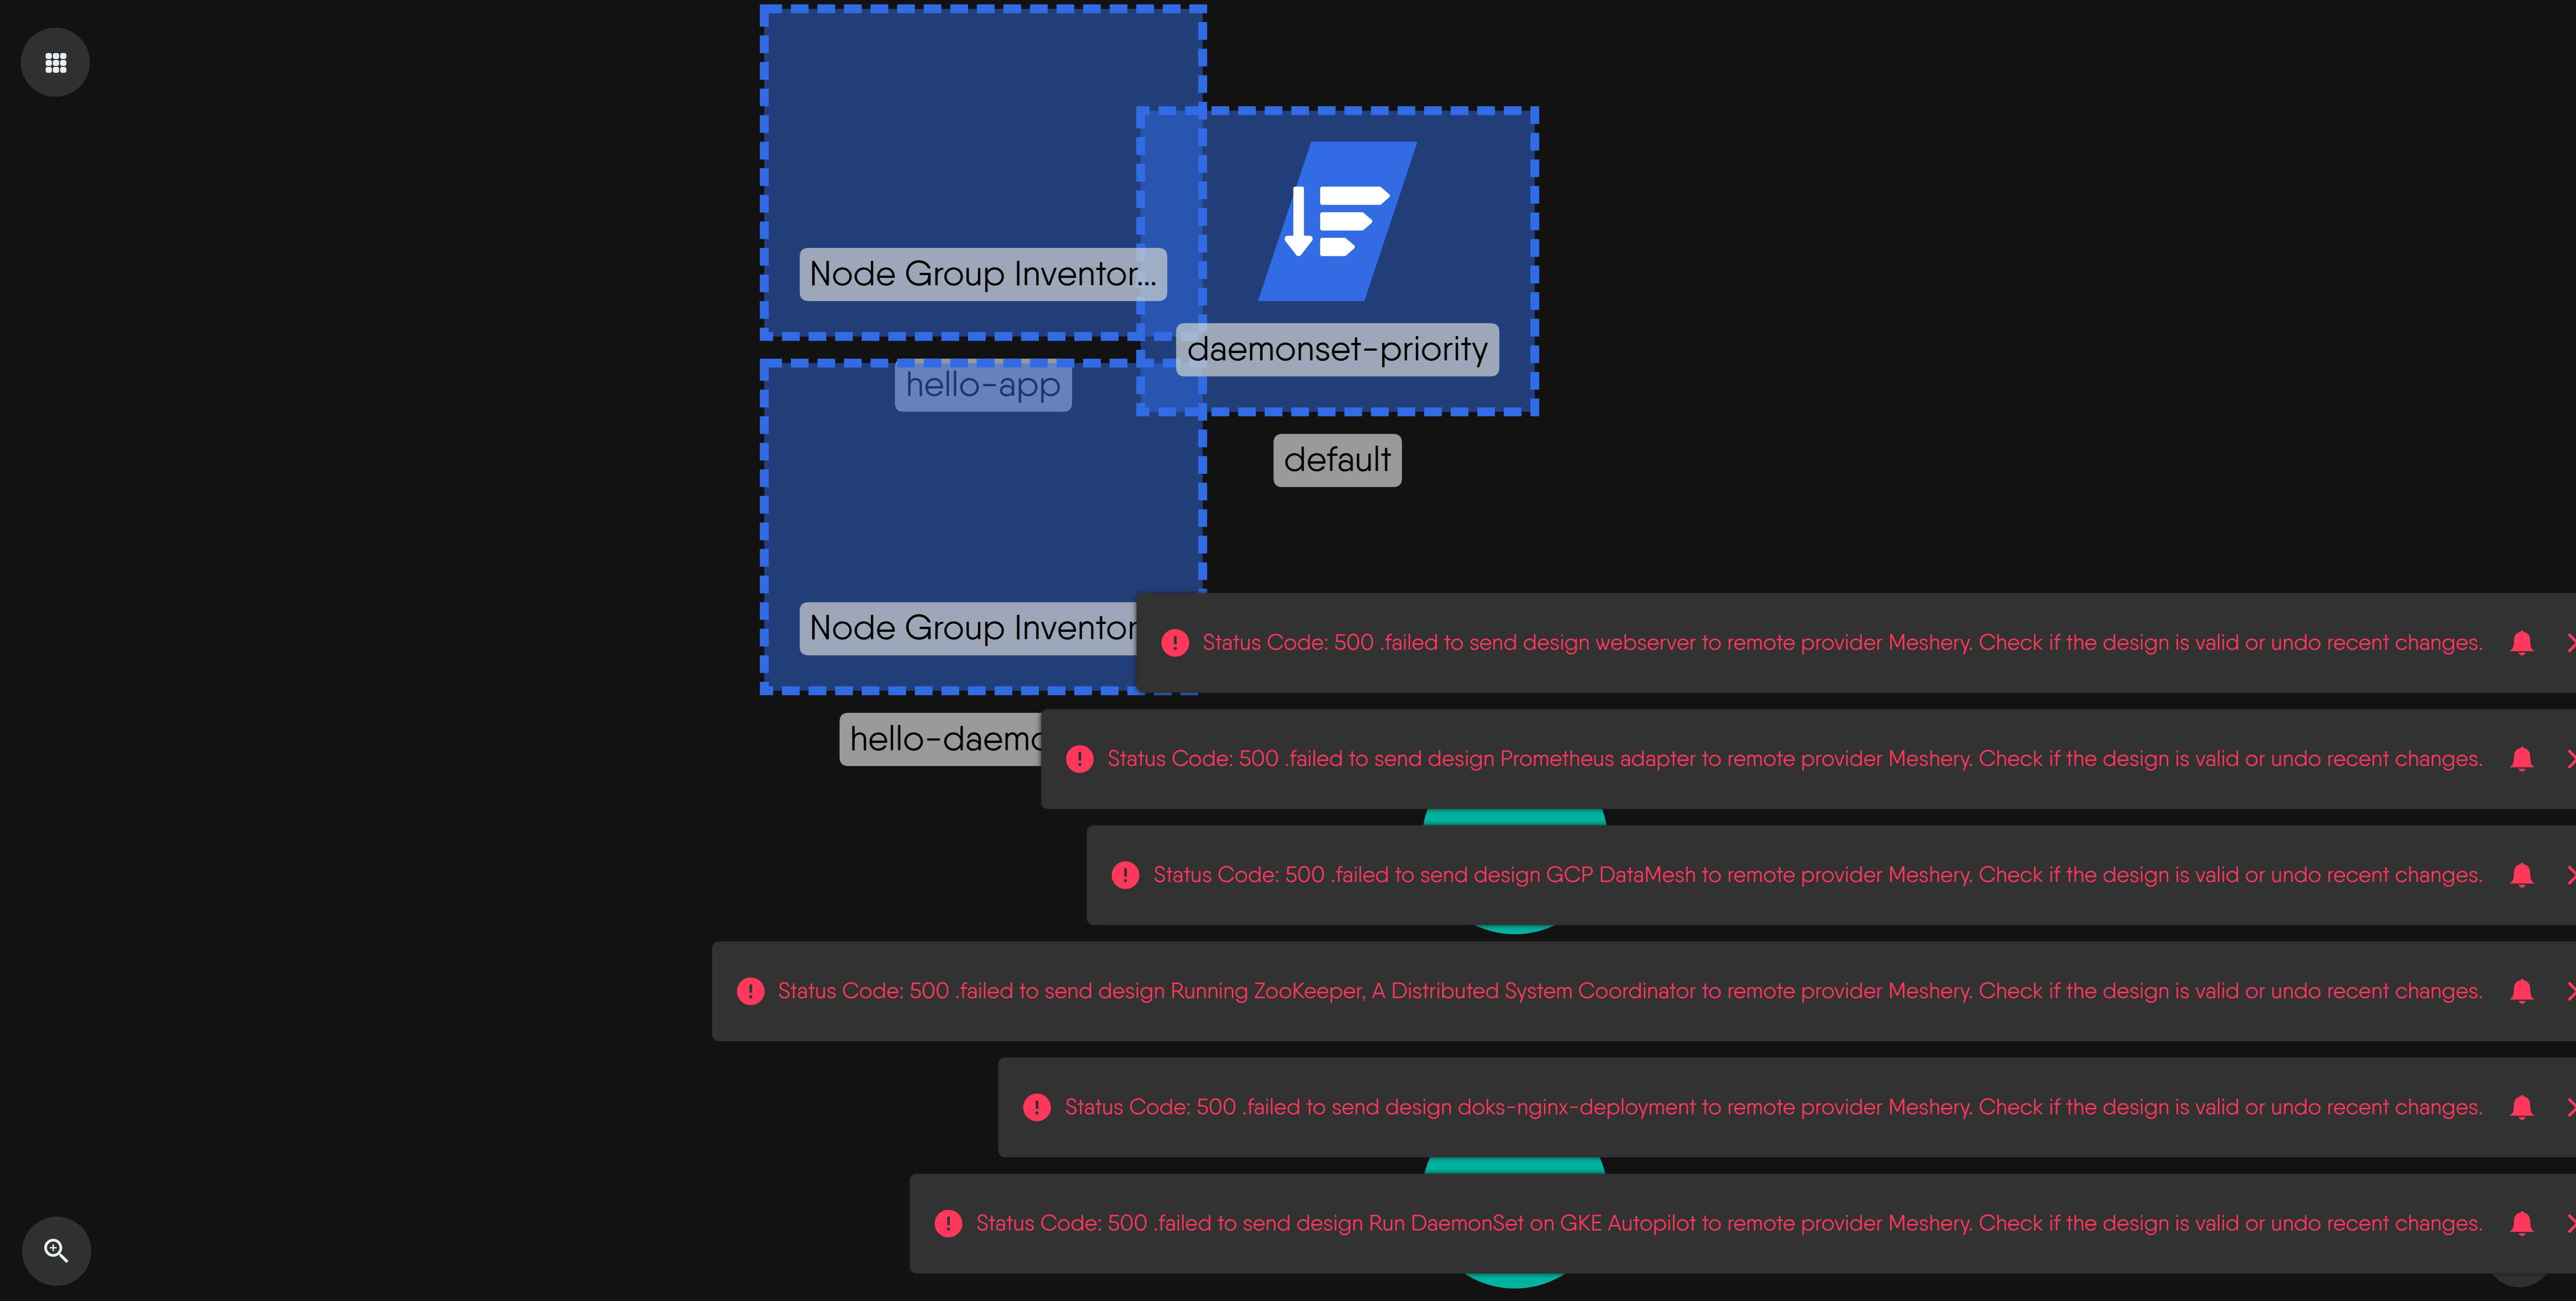 Node Group Inventor...
daemonset-priority
hello-app
default
Node Group Inventor
Status Code: 500 .failed to send design webserver to remote provider Meshery. Check if the design is valid or undo recent changes.
hello-daemo
Status Code: 500 .failed to send design Prometheus adapter to remote provider Meshery. Check if the design is valid or undo recent changes.
Status Code: 500 .failed to send design GCP DataMesh to remote provider Meshery. Check if the design is valid or undo recent changes.
Status Code: 500 .failed to send design Running ZooKeeper, A Distributed System Coordinator to remote provider Meshery. Check if the design is valid or undo recent changes.
Status Code: 500 .failed to send design doks-nginx-deployment to remote provider Meshery. Check if the design is valid or undo recent changes.
Status Code: 500 .failed to send design Run DaemonSet on GKE Autopilot to remote provider Meshery. Check if the design is valid or undo recent changes.